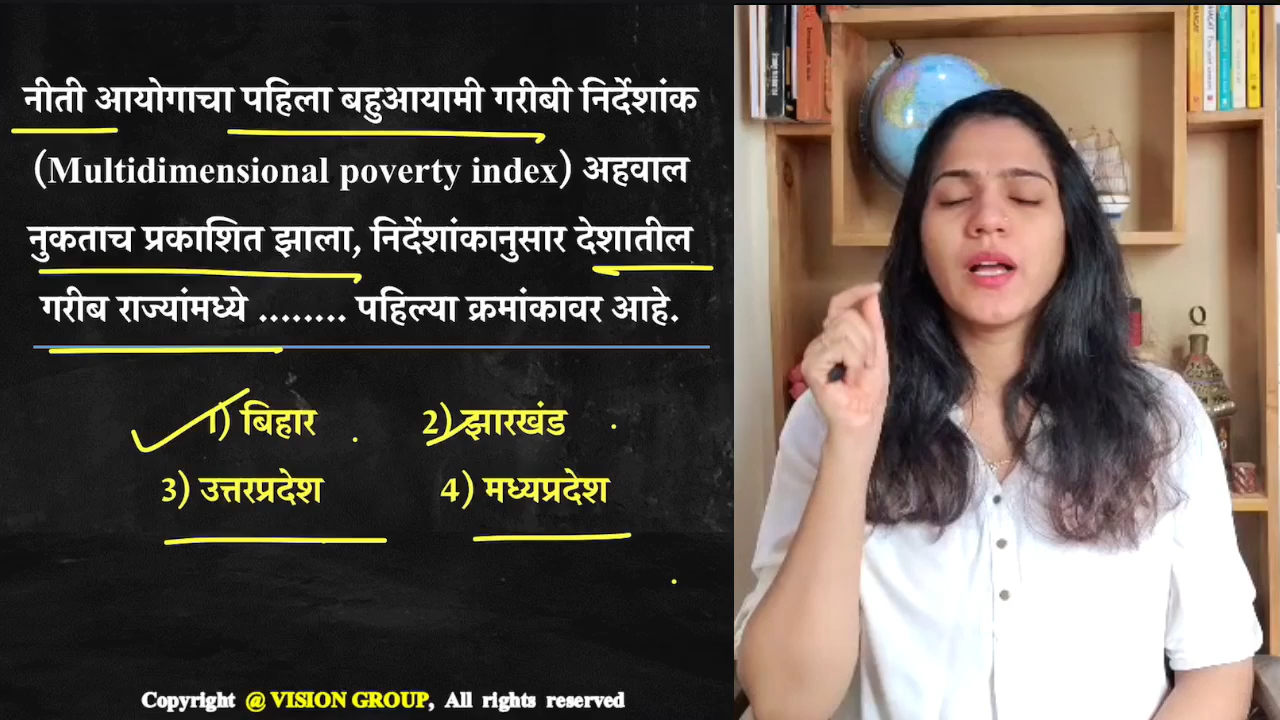 नीती आयोगाचा पहिला बहुआयामी गरीबी निर्देशांक
(Multidimensional poverty index) अहवाल
नुकताच प्रकाशित झाला, निर्देशांकानुसार देशातील
गरीब राज्यांमध्ये ........ पहिल्या क्रमांकावर आहे.
1) बिहार 2) झारखंड
3) उत्तरप्रदेश 4) मध्यप्रदेश
Copyright @ VISION GROUP, All rights reserved